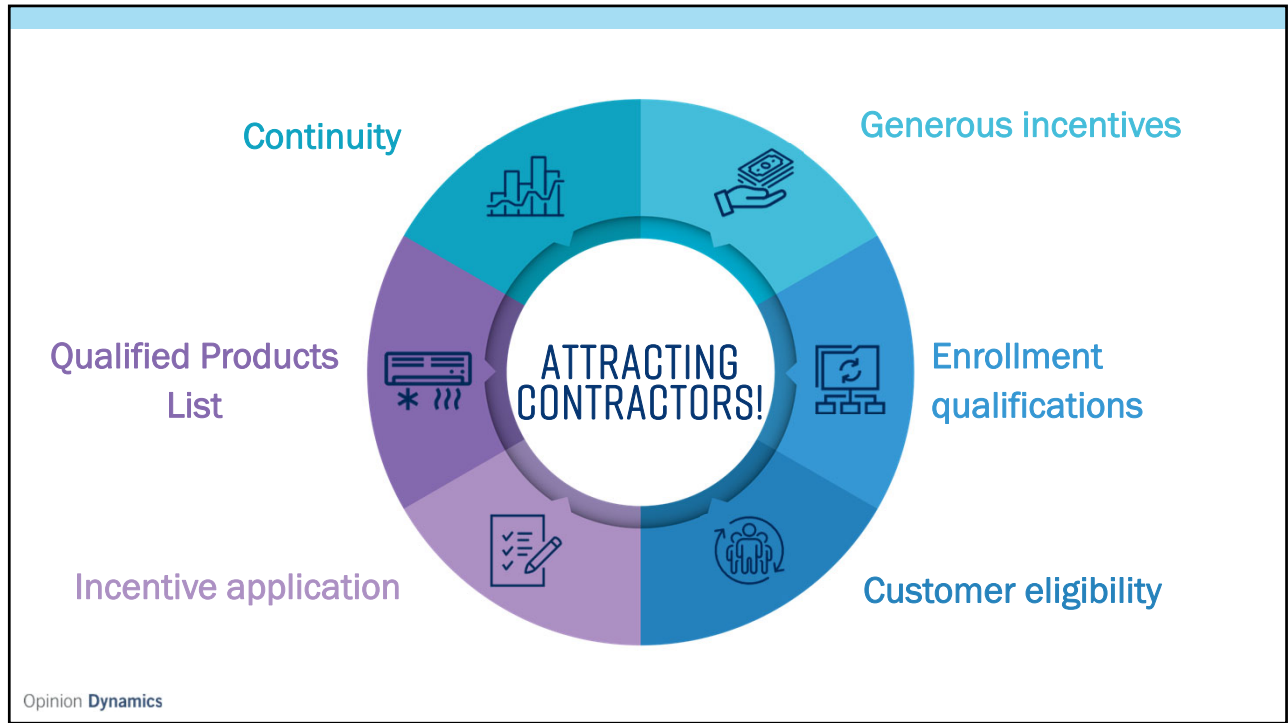 Continuity
Generous incentives
Qualified Products
List
ATTRACTING
CONTRACTORS!
Enrollment
qualifications
Incentive application
Customer eligibility
Opinion Dynamics